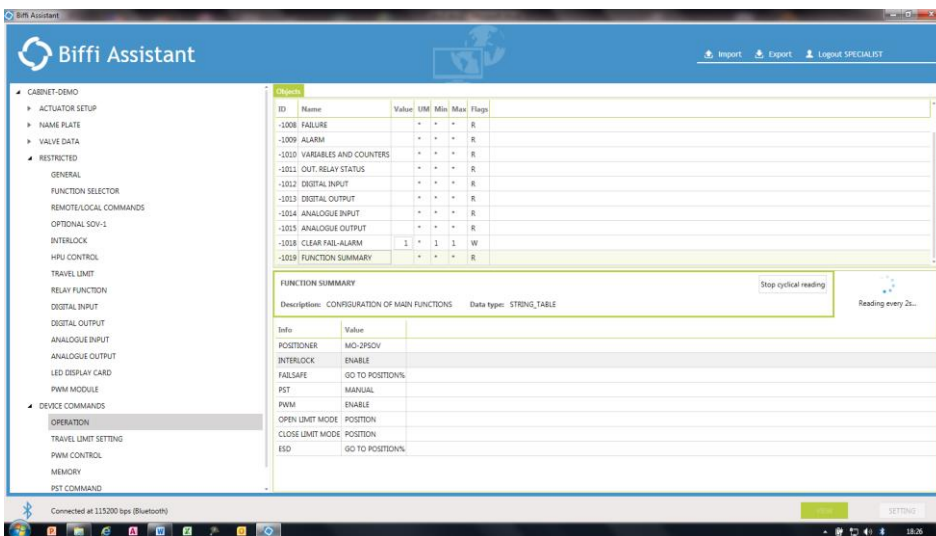 Biffi Assistant
Biffi Assistant
Import Export Logout SPECIALIST
CABINET-DEMO
ACTUATOR SETUP
NAME PLATE
VALVE DATA
RESTRICTED
GENERAL
FUNCTION SELECTOR
REMOTE/LOCAL COMMANDS
OPTIONAL SOV-1
INTERLOCK
HPU CONTROL
TRAVEL LIMIT
RELAY FUNCTION
DIGITAL INPUT
DIGITAL OUTPUT
ANALOGUE INPUT
ANALOGUE OUTPUT
LED DISPLAY CARD
PWM MODULE
DEVICE COMMANDS
OPERATION
TRAVEL LIMIT SETTING
PWM CONTROL
MEMORY
PST COMMAND
Objects
ID Name Value UM Min Max Flags
-1008 FAILURE * * * R
-1009 ALARM * * * R
-1010 VARIABLES AND COUNTERS * * * R
-1011 OUT. RELAY STATUS * * * R
-1012 DIGITAL INPUT * * * R
-1013 DIGITAL OUTPUT * * * R
-1014 ANALOGUE INPUT * * * R
-1015 ANALOGUE OUTPUT * * * R
-1018 CLEAR FAIL-ALARM 1 * 1 1 W
-1019 FUNCTION SUMMARY * * * R
FUNCTION SUMMARY Stop cyclical reading
Description: CONFIGURATION OF MAIN FUNCTIONS Data type: STRING_TABLE
Reading every 2s...
Info Value
POSITIONER MO-2PSOV
INTERLOCK ENABLE
FAILSAFE GO TO POSITION%
PST MANUAL
PWM ENABLE
OPEN LIMIT MODE POSITION
CLOSE LIMIT MODE POSITION
ESD GO TO POSITION%
Connected at 115200 bps (Bluetooth)
VIEW SETTING
18:26